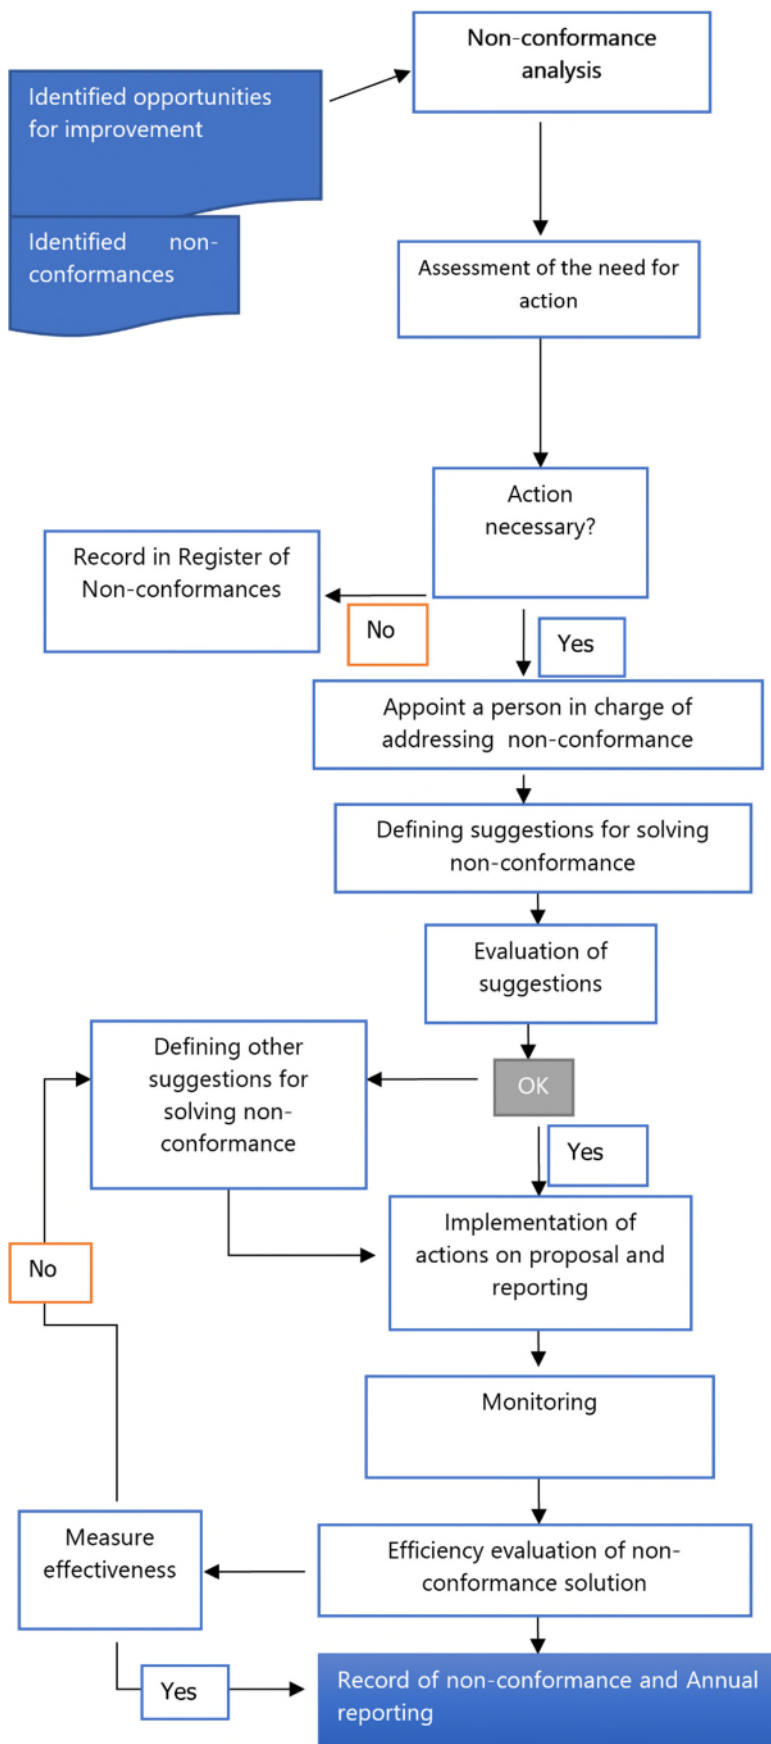 Non-conformance
analysis
Identified opportunities
for improvement
Identified non-
conformances
Assessment of the need for
action
Action
necessary?
Record in Register of
Non-conformances
No
Yes
Appoint a person in charge of
addressing non-conformance
Defining suggestions for solving
non-conformance
Evaluation of
suggestions
Defining other
suggestions for
solving non-
conformance
OK
Yes
Implementation of
actions on proposal and
reporting
No
Monitoring
Measure
effectiveness
Efficiency evaluation of non-
conformance solution
Yes
Record of non-conformance and Annual
reporting